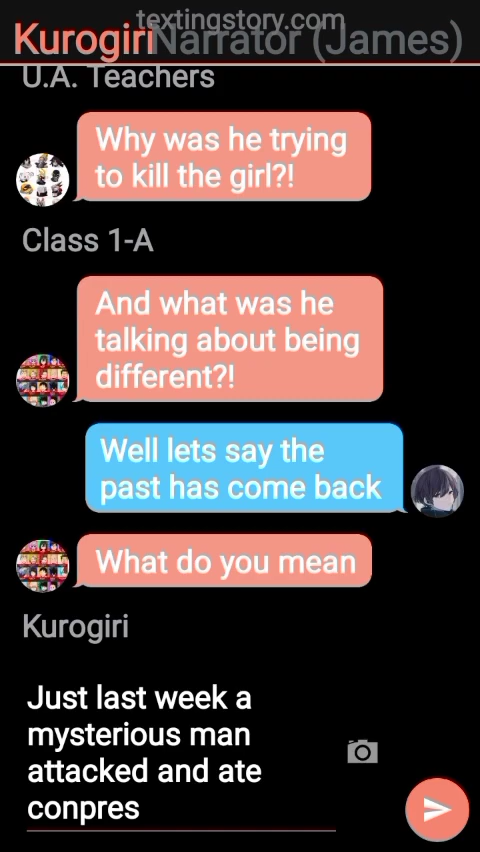 textingstory.com
Kurogiri Narrator (James)
U.A. Teachers
Why was he trying
to kill the girl?!
Class 1-A
And what was he
talking about being
different?!
Well lets say the
past has come back
What do you mean
Kurogiri
Just last week a
mysterious man
attacked and ate
conpres